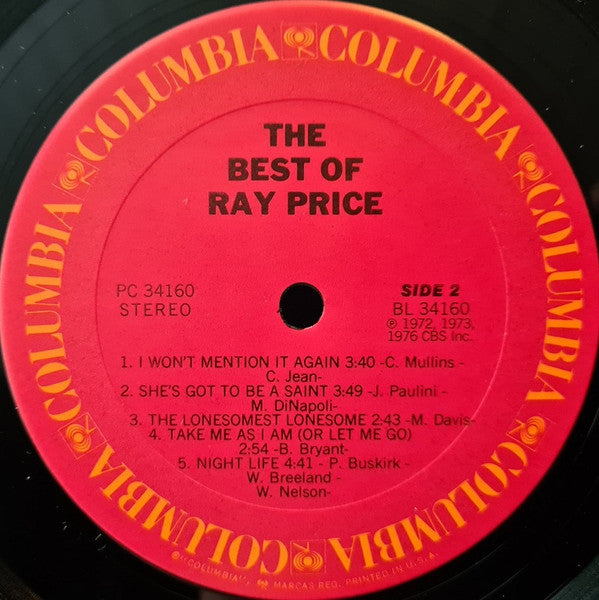 COLUMBIA COLUMBIA COLUMBIA COLUMBIA COLUMBIA COLUMBIA
THE
BEST OF
RAY PRICE
PC 34160
STEREO
SIDE 2
BL 34160
℗ 1972, 1973,
1976 CBS Inc.
1. I WON'T MENTION IT AGAIN 3:40 -C. Mullins -
C. Jean-
2. SHE'S GOT TO BE A SAINT 3:49 -J. Paulini -
M. DiNapoli-
3. THE LONESOMEST LONESOME 2:43 -M. Davis-
4. TAKE ME AS I AM (OR LET ME GO)
2:54 -B. Bryant-
5. NIGHT LIFE 4:41 - P. Buskirk -
W. Breeland -
W. Nelson-
® "COLUMBIA", MARCAS REG. PRINTED IN U.S.A.